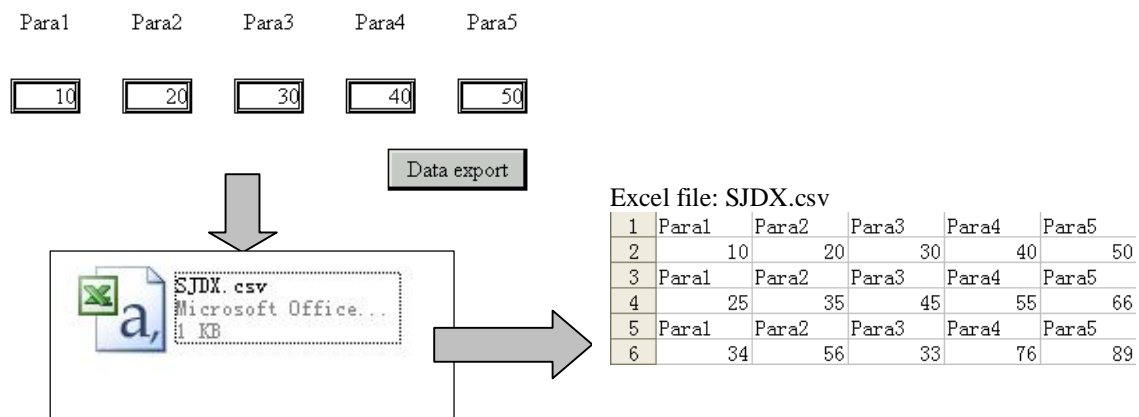 Para1 Para2 Para3 Para4 Para5
10 20 30 40 50
Data export
SJDX.csv
Microsoft Office...
1 KB
a,
Excel file: SJDX.csv
1 Para1 Para2 Para3 Para4 Para5
2 10 20 30 40 50
3 Para1 Para2 Para3 Para4 Para5
4 25 35 45 55 66
5 Para1 Para2 Para3 Para4 Para5
6 34 56 33 76 89